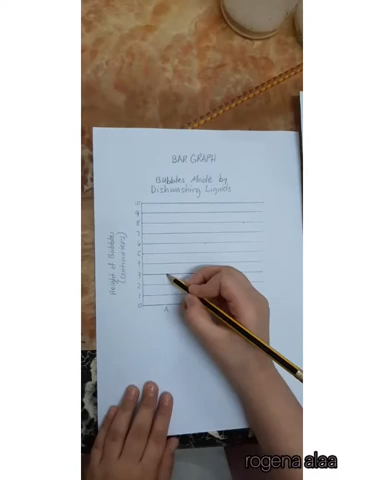 BAR GRAPH
Bubbles Made by
Dishwashing Liquids
10
9
8
7
6
5
4
3
2
1
0
Height of Bubbles
(centimeters)
A
rogena alaa